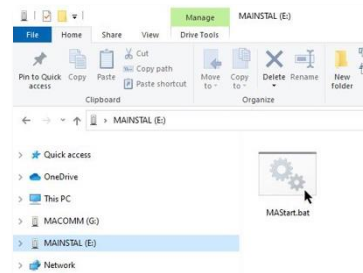 Manage
MAINSTAL (E:)
File
Home
Share
View
Drive Tools
Pin to Quick access
Copy
Paste
Cut
Copy path
Paste shortcut
Move to
Copy to
Delete
Rename
New folder
Clipboard
Organize
MAINSTAL (E:)
Quick access
OneDrive
This PC
MACOMM (G:)
MAINSTAL (E:)
Network
MAStart.bat